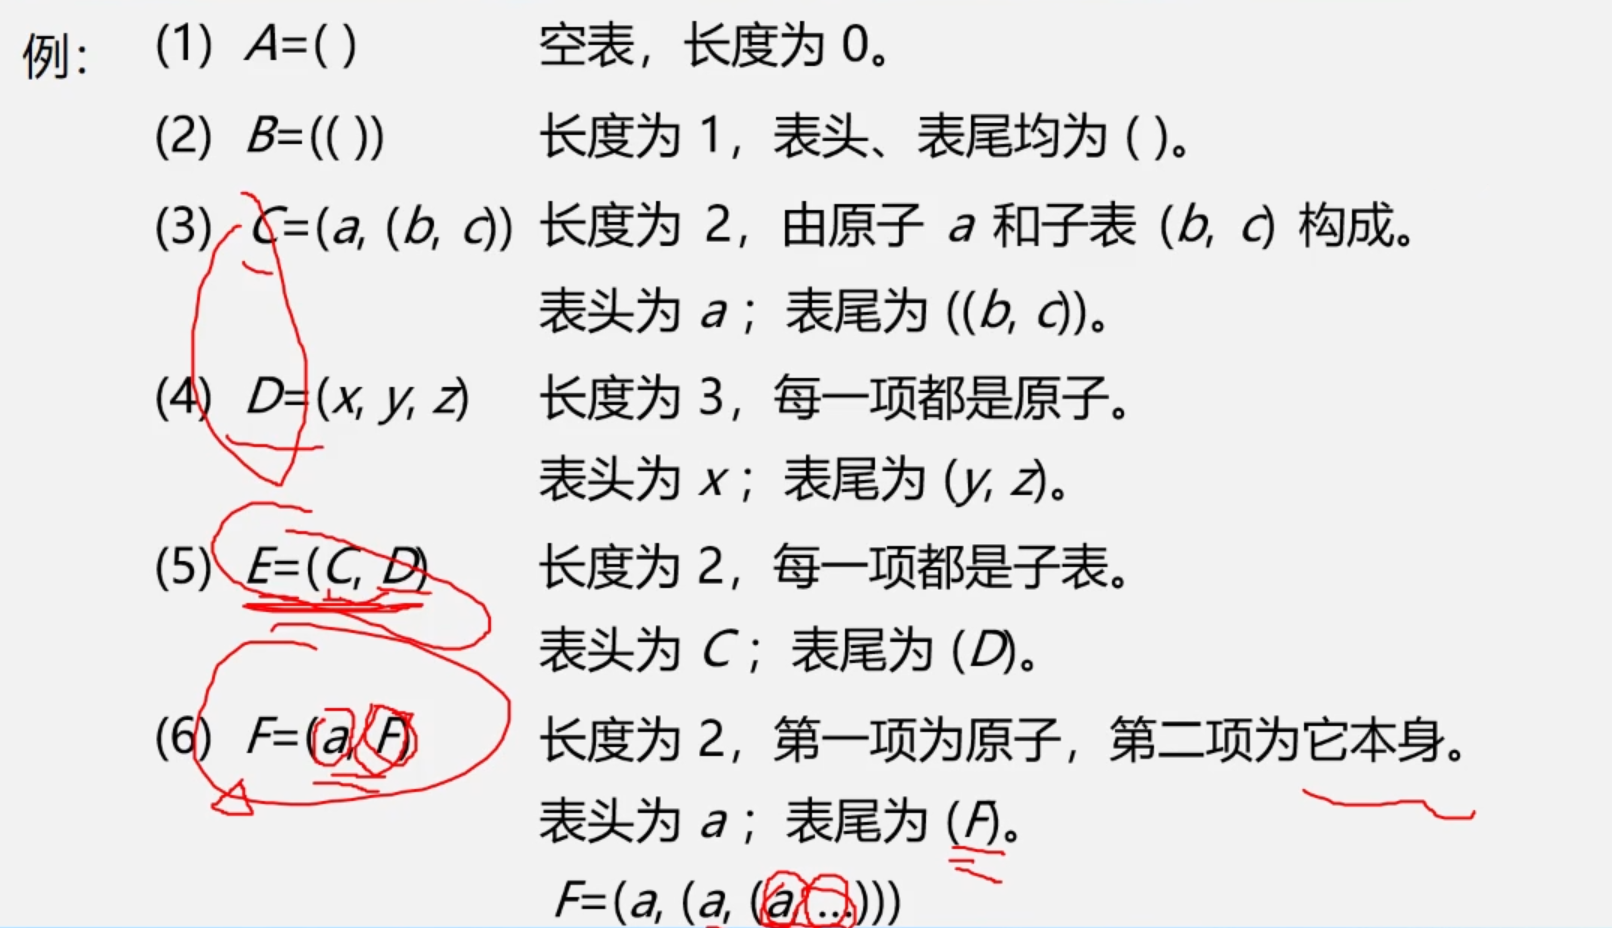 例：
(1) A=( ) 空表，长度为 0。
(2) B=(( )) 长度为 1，表头、表尾均为 ( )。
(3) C=(a, (b, c)) 长度为 2，由原子 a 和子表 (b, c) 构成。
表头为 a ；表尾为 ((b, c))。
(4) D=(x, y, z) 长度为 3，每一项都是原子。
表头为 x ；表尾为 (y, z)。
(5) E=(C, D) 长度为 2，每一项都是子表。
表头为 C ；表尾为 (D)。
(6) F=(a, F) 长度为 2，第一项为原子，第二项为它本身。
表头为 a ；表尾为 (F)。
F=(a, (a, (a, …)))